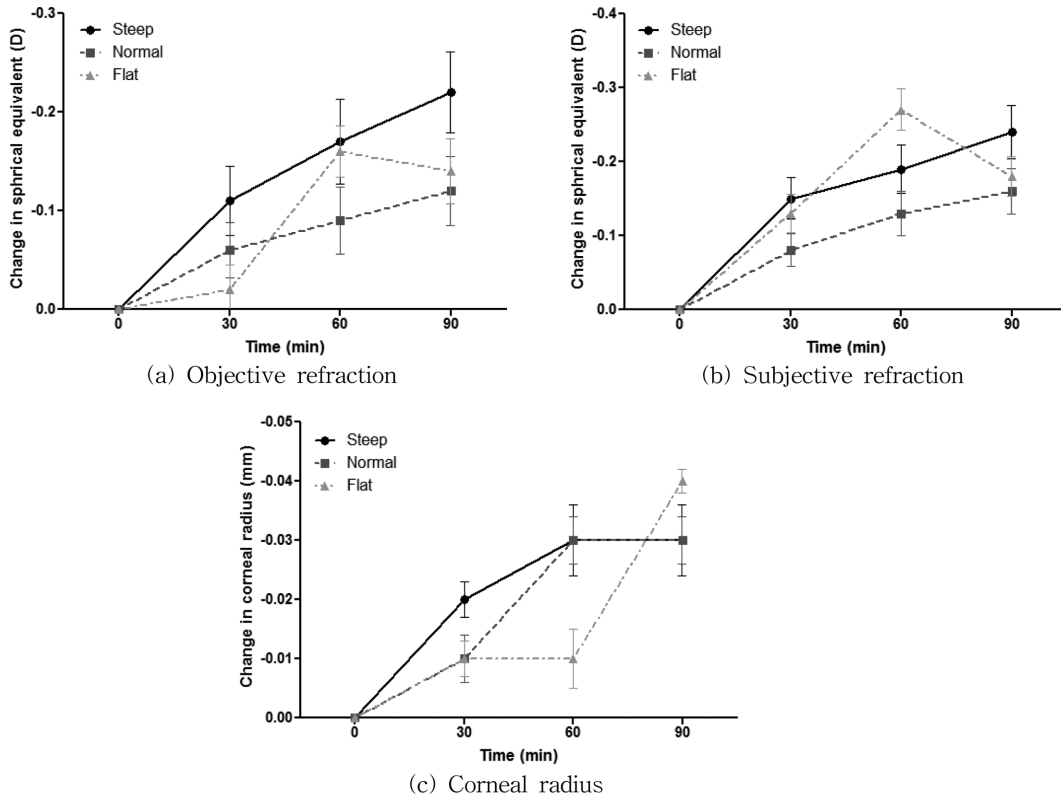 Change in sphrical equivalent (D)
-0.3
-0.2
-0.1
0.0
Steep
Normal
Flat
0 30 60 90
Time (min)
(a) Objective refraction
Change in sphrical equivalent (D)
-0.4
-0.3
-0.2
-0.1
0.0
Steep
Normal
Flat
0 30 60 90
Time (min)
(b) Subjective refraction
Change in corneal radius (mm)
-0.05
-0.04
-0.03
-0.02
-0.01
0.00
Steep
Normal
Flat
0 30 60 90
Time (min)
(c) Corneal radius